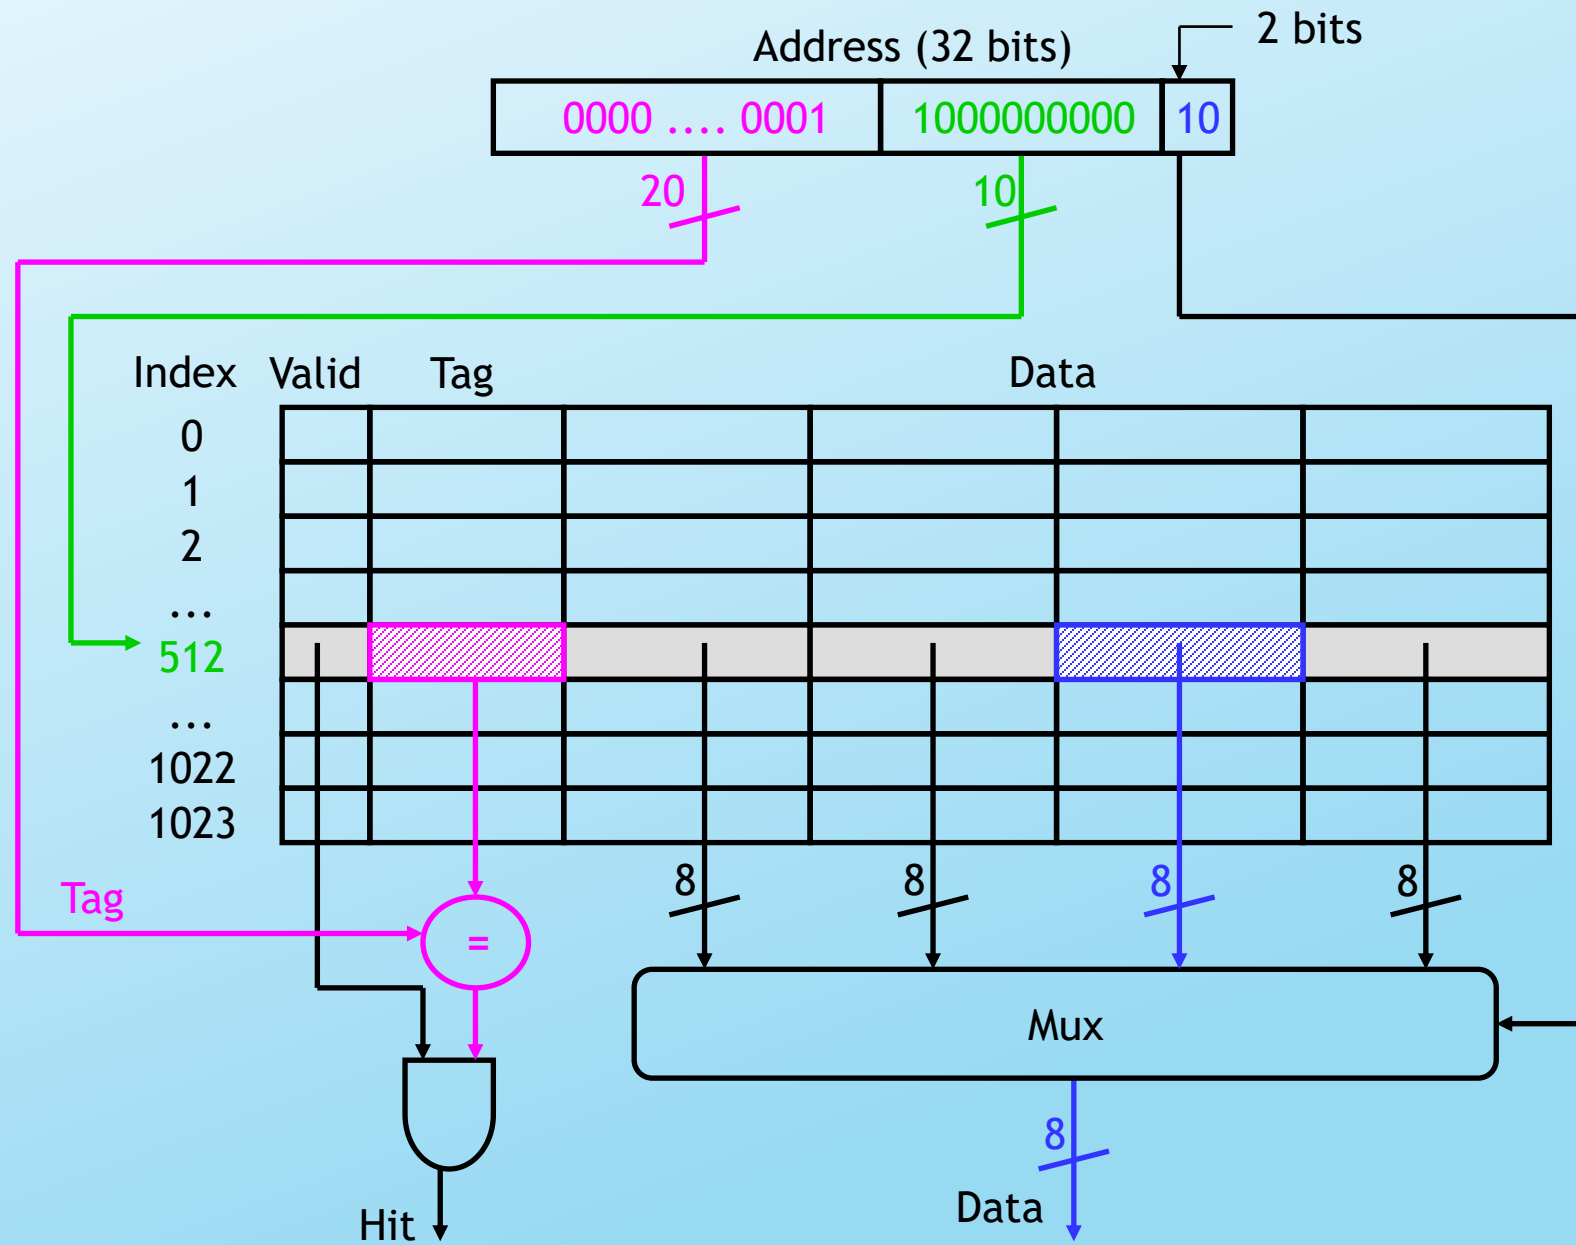 2 bits
Address (32 bits)
0000 .... 0001 1000000000 10
20 10
Index Valid Tag Data
0
1
2
...
512
...
1022
1023
8 8 8 8
Tag
=
Mux
8
Data
Hit